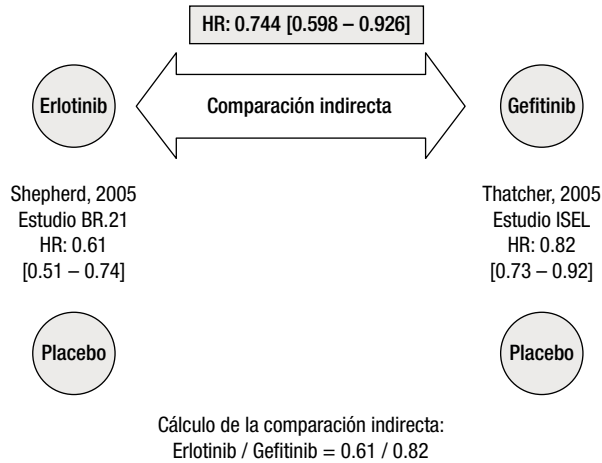 HR: 0.744 [0.598 – 0.926]
Erlotinib
Comparación indirecta
Gefitinib
Shepherd, 2005
Estudio BR.21
HR: 0.61
[0.51 – 0.74]
Thatcher, 2005
Estudio ISEL
HR: 0.82
[0.73 – 0.92]
Placebo
Placebo
Cálculo de la comparación indirecta:
Erlotinib / Gefitinib = 0.61 / 0.82